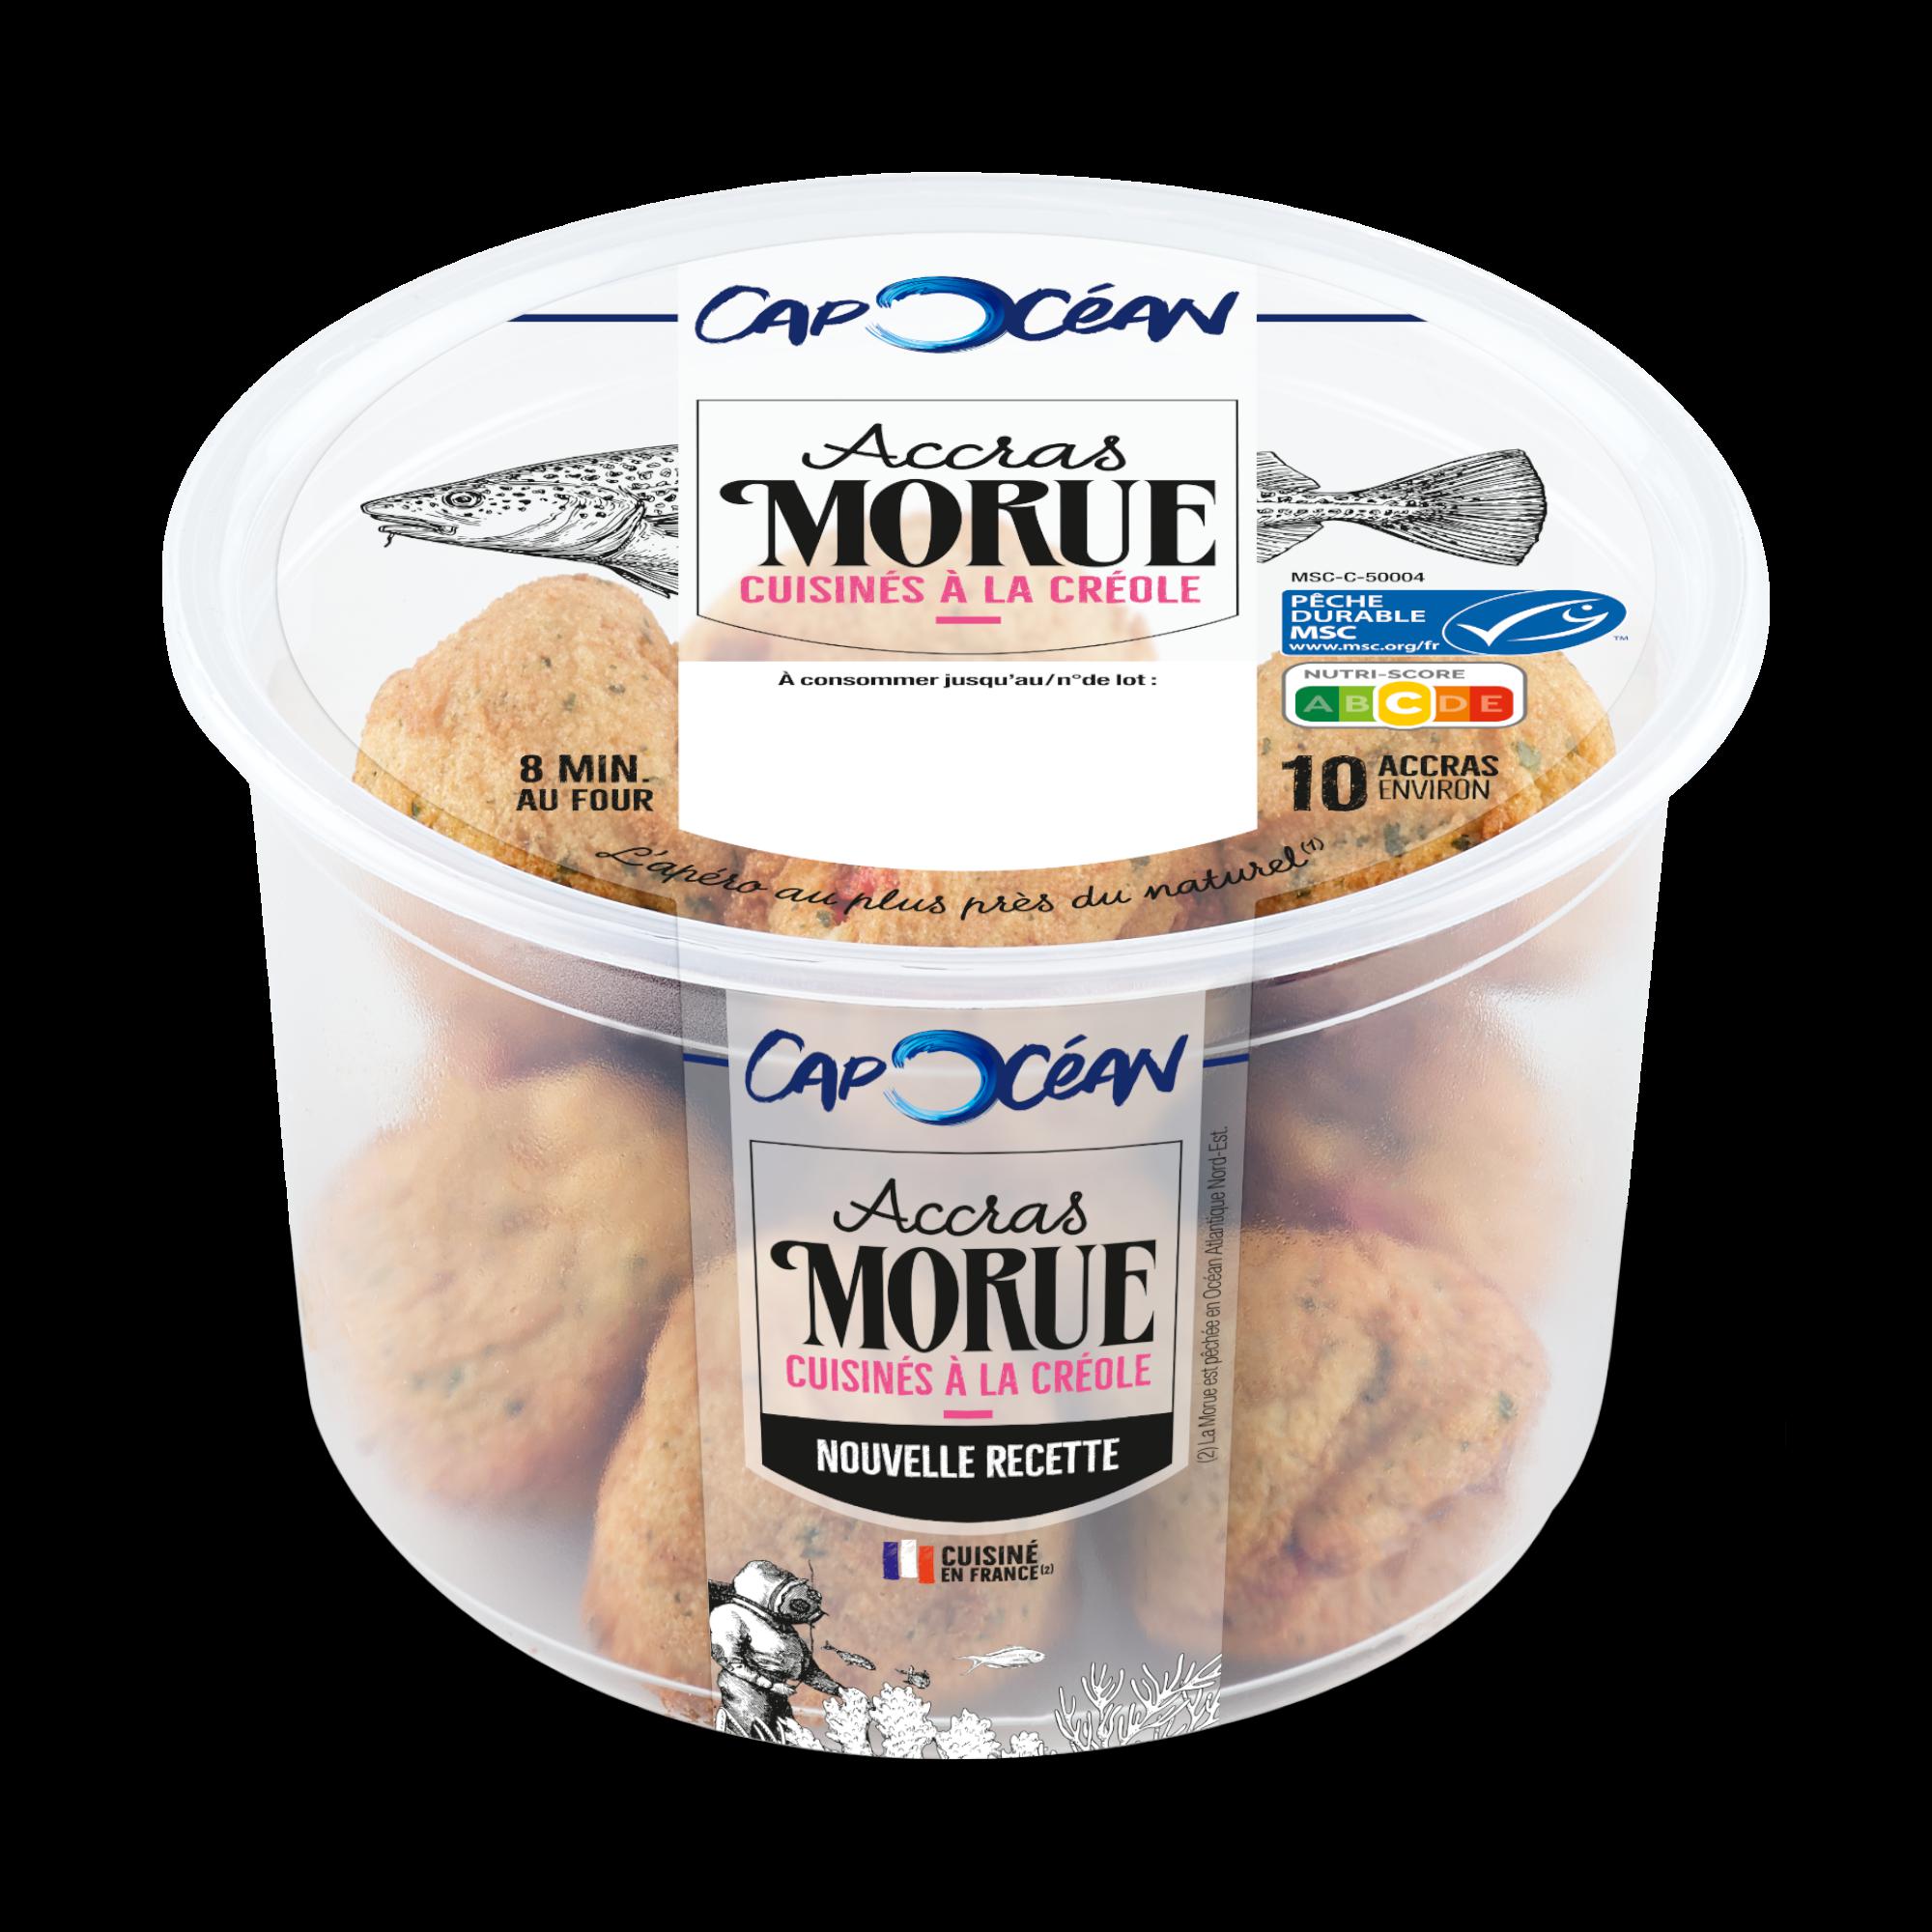 CAP OCÉAN
Accras
MORUE
CUISINÉS À LA CRÉOLE
MSC-C-50004
PÊCHE
DURABLE
MSC
www.msc.org/fr
TM
À consommer jusqu'au/n°de lot :
NUTRI-SCORE
A B C D E
8 MIN.
AU FOUR
10 ACCRAS
ENVIRON
L'apéro au plus près du naturel(1)
CAP OCÉAN
Accras
MORUE
CUISINÉS À LA CRÉOLE
NOUVELLE RECETTE
CUISINÉ
EN FRANCE(2)
(2) La Morue est pêchée en Océan Atlantique Nord-Est.